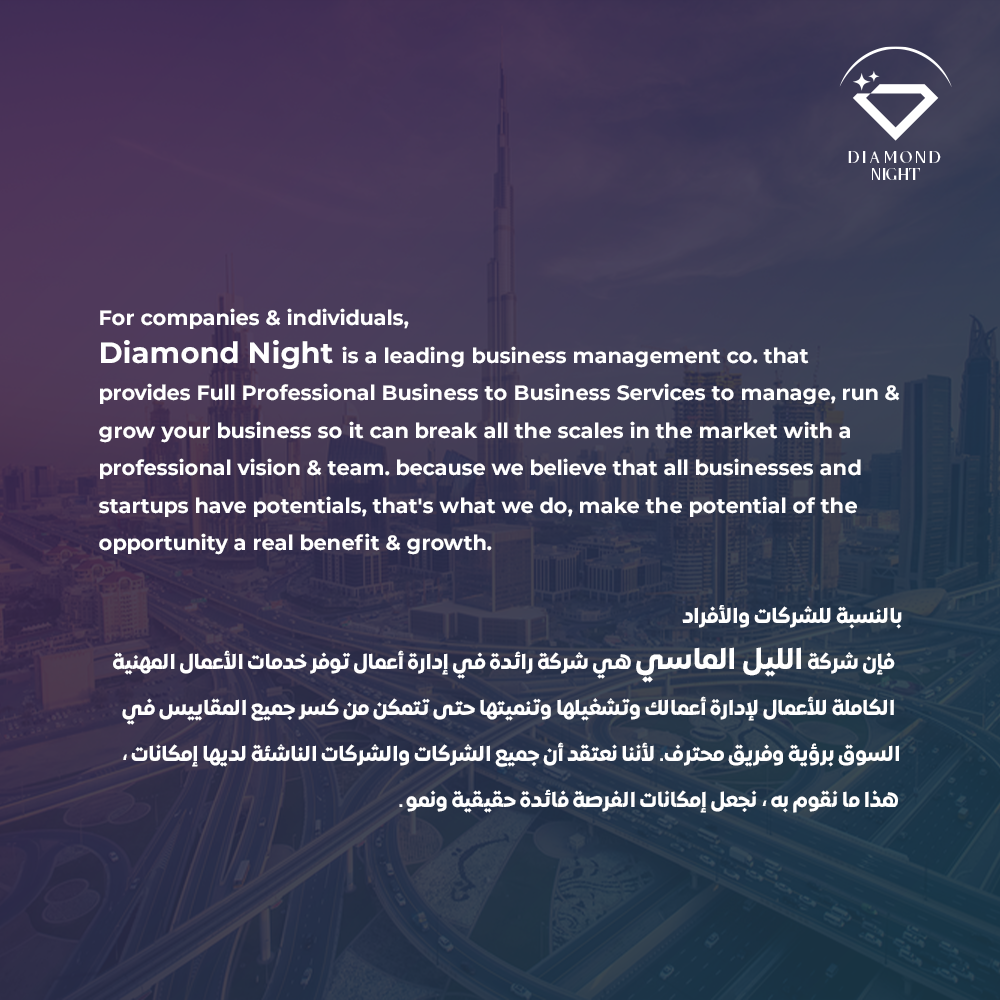 DIAMOND
NIGHT
For companies & individuals,
Diamond Night is a leading business management co. that
provides Full Professional Business to Business Services to manage, run &
grow your business so it can break all the scales in the market with a
professional vision & team. because we believe that all businesses and
startups have potentials, that's what we do, make the potential of the
opportunity a real benefit & growth.
بالنسبة للشركات والأفراد
فإن شركة الليل الماسي هي شركة رائدة في إدارة أعمال توفر خدمات الأعمال المهنية
الكاملة للأعمال لإدارة أعمالك وتشغيلها وتنميتها حتى تتمكن من كسر جميع المقاييس في
السوق برؤية وفريق محترف. لأننا نعتقد أن جميع الشركات والشركات الناشئة لديها إمكانات ،
هذا ما نقوم به ، نجعل إمكانات الفرصة فائدة حقيقية ونمو .